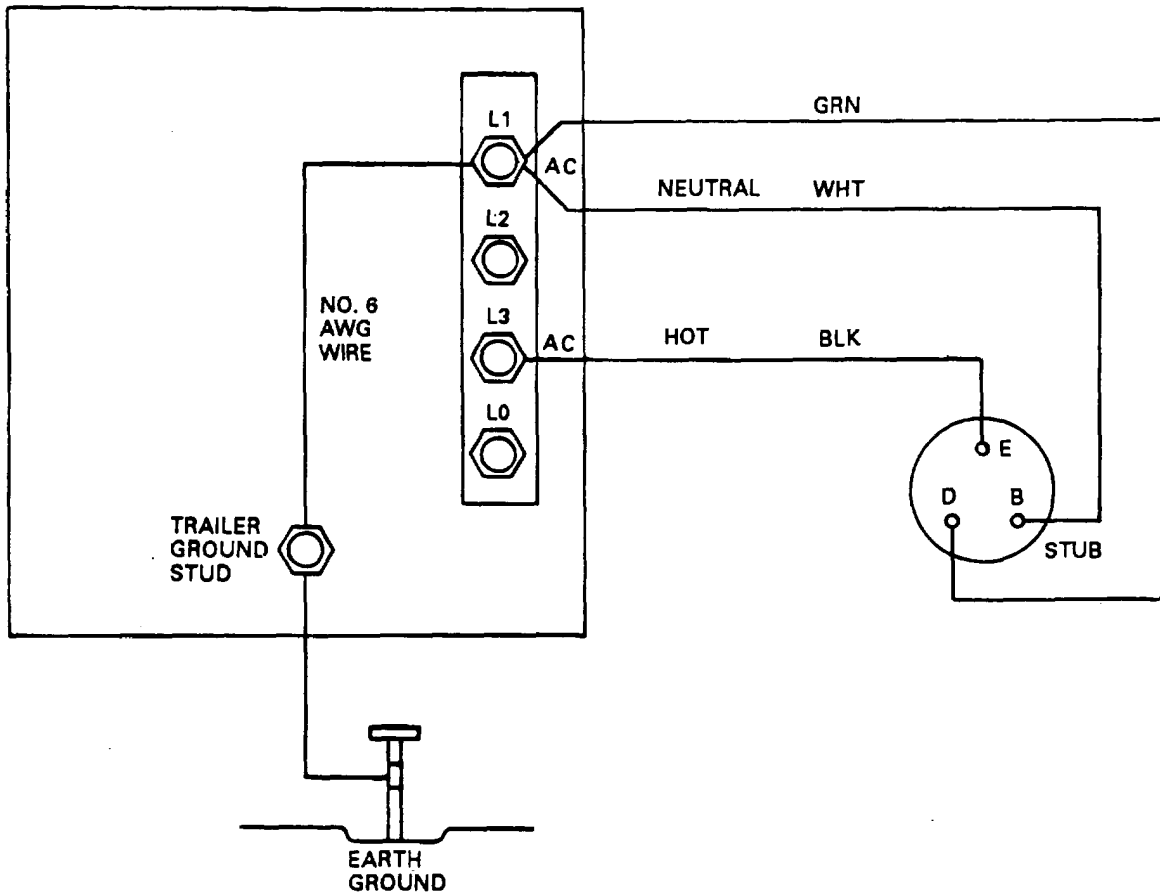 L1
GRN
AC
NEUTRAL WHT
L2
NO. 6
AWG
WIRE
L3
AC
HOT BLK
L0
E
D B
STUB
TRAILER
GROUND
STUD
EARTH
GROUND